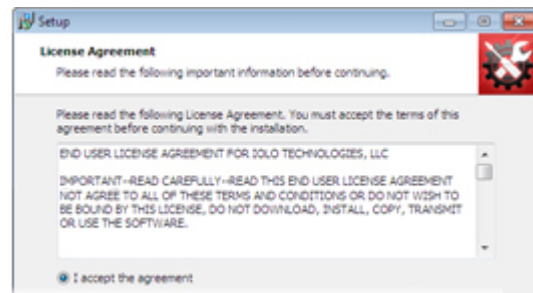 Setup
License Agreement
Please read the following important information before continuing.
Please read the following License Agreement. You must accept the terms of this
agreement before continuing with the installation.
END USER LICENSE AGREEMENT FOR IOLO TECHNOLOGIES, LLC
IMPORTANT--READ CAREFULLY--READ THIS END USER LICENSE AGREEMENT
NOT AGREE TO ALL OF THESE TERMS AND CONDITIONS OR DO NOT WISH TO
BE BOUND BY THIS LICENSE, DO NOT DOWNLOAD, INSTALL, COPY, TRANSMIT
OR USE THE SOFTWARE.
I accept the agreement